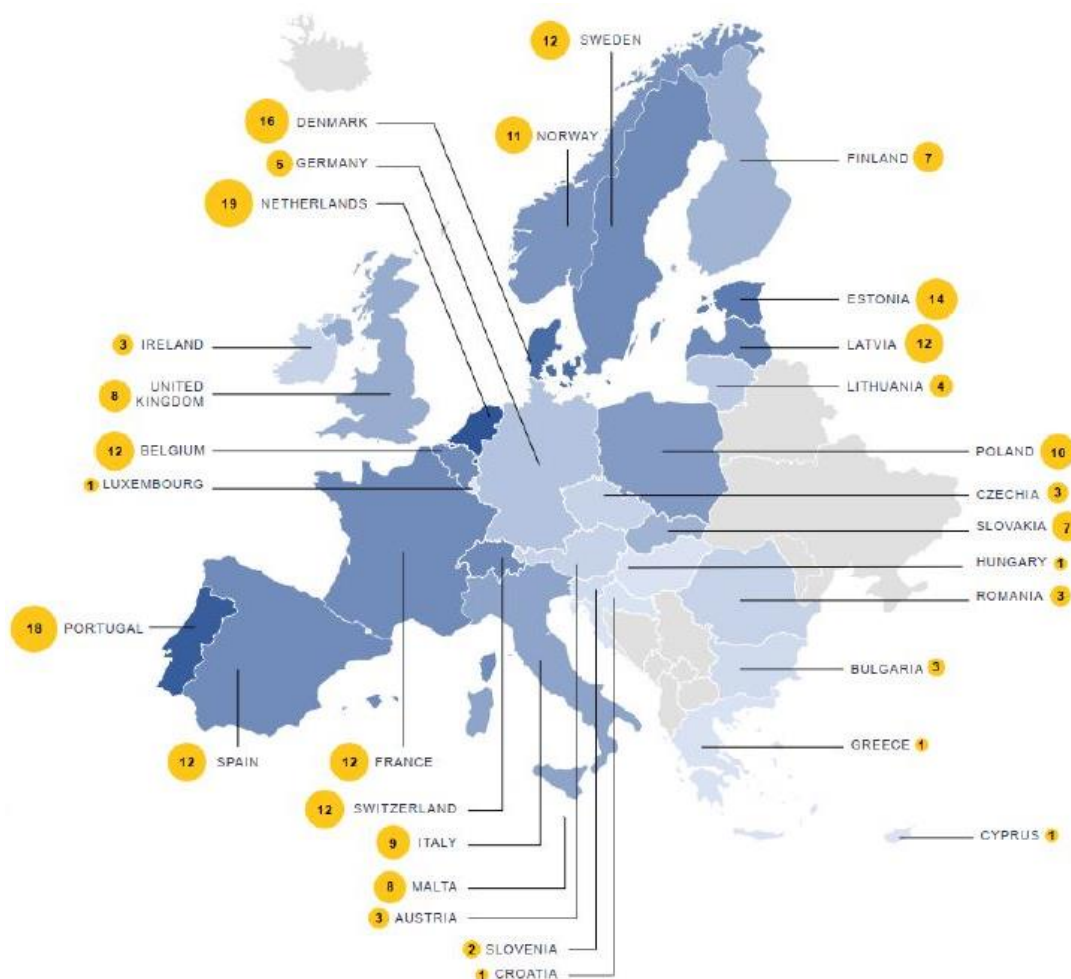 12 SWEDEN
16 DENMARK
11 NORWAY
GERMANY
FINLAND 7
19 NETHERLANDS
ESTONIA 14
3 IRELAND
LATVIA 12
8 UNITED
KINGDOM
LITHUANIA 4
12 BELGIUM
POLAND 10
1 LUXEMBOURG
CZECHIA 3
SLOVAKIA 7
HUNGARY 1
ROMANIA 3
18 PORTUGAL
BULGARIA 3
GREECE 1
12 SPAIN
12 FRANCE
12 SWITZERLAND
CYPRUS 1
9 ITALY
8 MALTA
3 AUSTRIA
2 SLOVENIA
1 CROATIA